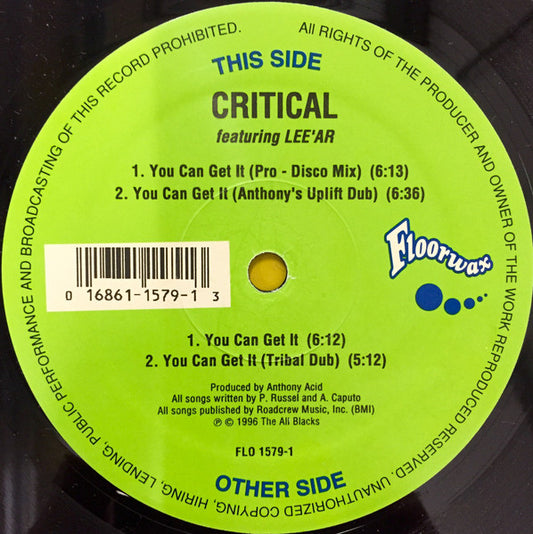 ALL RIGHTS OF THE PRODUCER AND OWNER OF THE WORK REPRODUCED RESERVED. UNAUTHORIZED COPYING, HIRING, LENDING, PUBLIC PERFORMANCE AND BROADCASTING OF THIS RECORD PROHIBITED.
THIS SIDE
CRITICAL
featuring LEE'AR
1. You Can Get It (Pro - Disco Mix) (6:13)
2. You Can Get It (Anthony's Uplift Dub) (6:36)
Floorwax
0 16861-1579-1 3
1. You Can Get It (6:12)
2. You Can Get It (Tribal Dub) (5:12)
Produced by Anthony Acid
All songs written by P. Russel and A. Caputo
All songs published by Roadcrew Music, Inc. (BMI)
℗ © 1996 The Ali Blacks
FLO 1579-1
OTHER SIDE